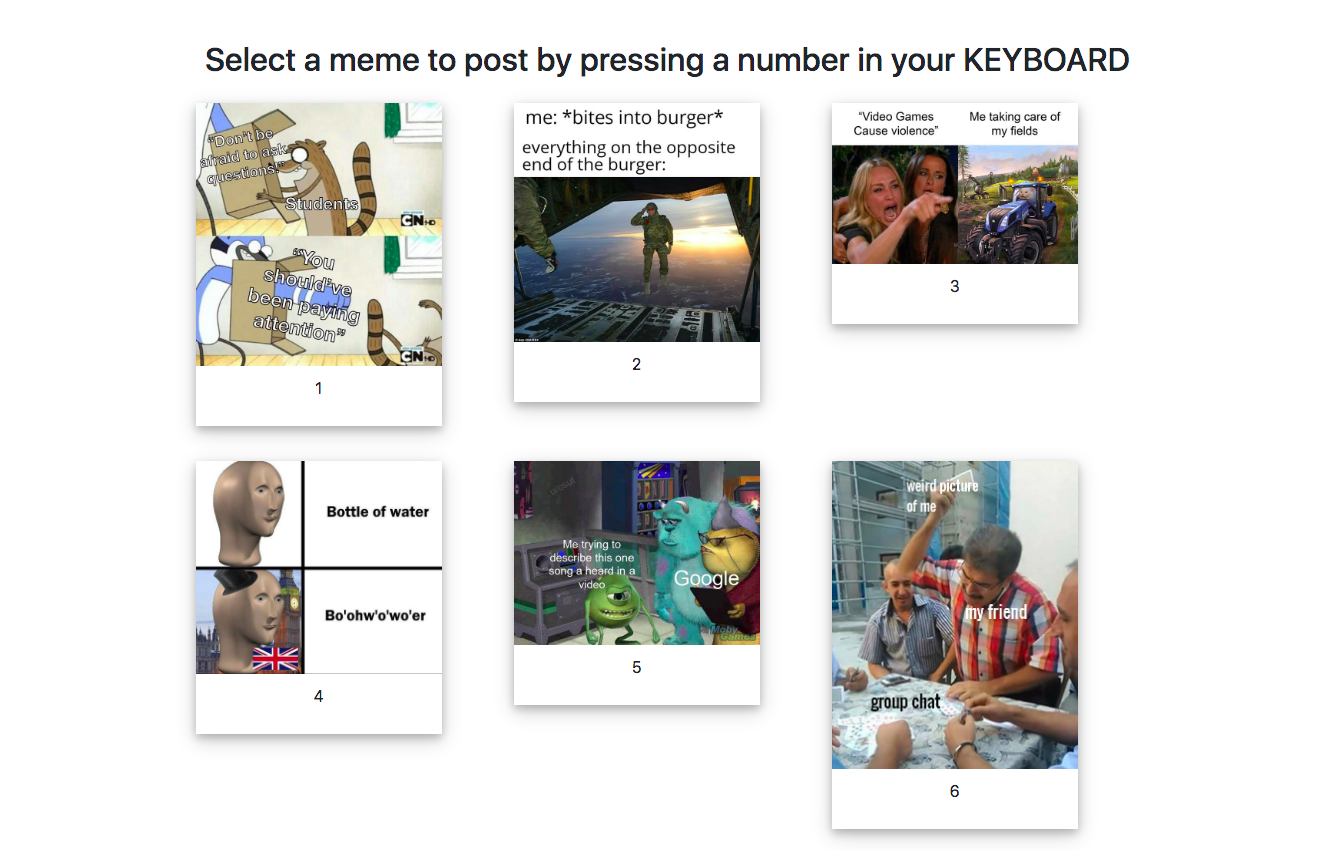 Select a meme to post by pressing a number in your KEYBOARD
"Don't be
afraid to ask
questions!"
Students
CN HD
"You
should've
been paying
attention"
CN HD
1
me: *bites into burger*
everything on the opposite
end of the burger:
2
"Video Games
Cause violence"
Me taking care of
my fields
3
Bottle of water
Bo'ohw'o'wo'er
4
Me trying to
describe this one
song a heard in a
video
Google
Moby
Games
5
weird picture
of me
my friend
group chat
6